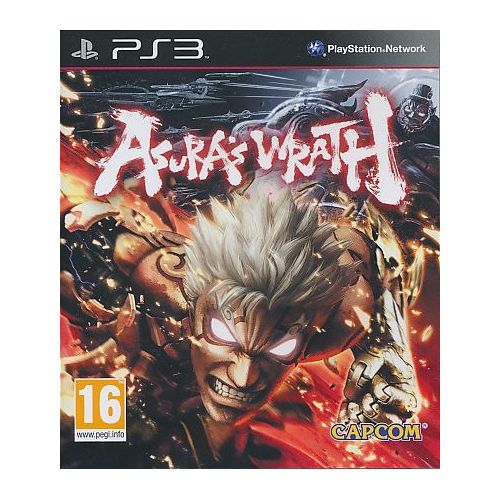 PS3
PlayStation®Network
ASURA'S WRATH
16
www.pegi.info
CAPCOM